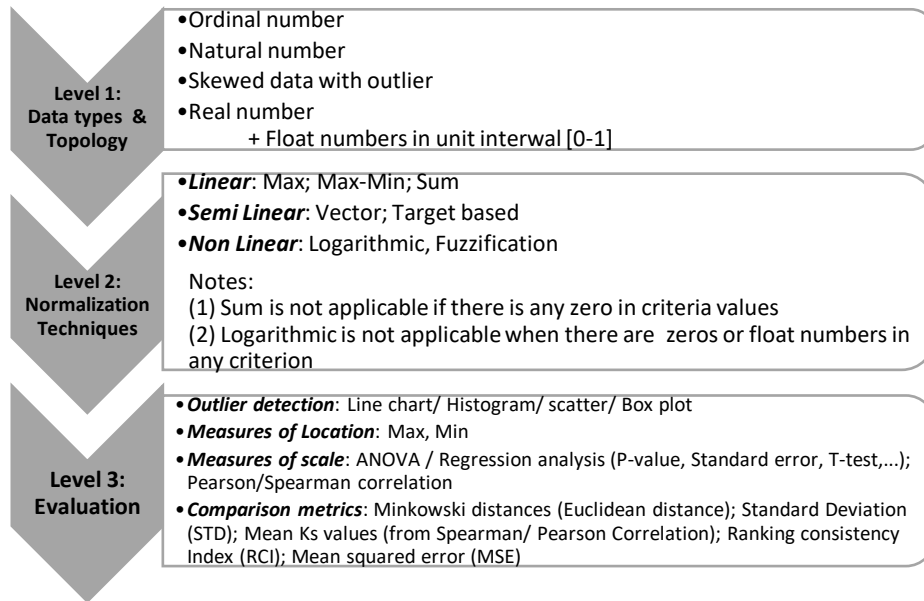 Level 1:
Data types &
Topology
•Ordinal number
•Natural number
•Skewed data with outlier
•Real number
+ Float numbers in unit interwal [0-1]
Level 2:
Normalization
Techniques
•Linear: Max; Max-Min; Sum
•Semi Linear: Vector; Target based
•Non Linear: Logarithmic, Fuzzification
Notes:
(1) Sum is not applicable if there is any zero in criteria values
(2) Logarithmic is not applicable when there are zeros or float numbers in
any criterion
Level 3:
Evaluation
•Outlier detection: Line chart/ Histogram/ scatter/ Box plot
•Measures of Location: Max, Min
•Measures of scale: ANOVA / Regression analysis (P-value, Standard error, T-test,...);
Pearson/Spearman correlation
•Comparison metrics: Minkowski distances (Euclidean distance); Standard Deviation
(STD); Mean Ks values (from Spearman/ Pearson Correlation); Ranking consistency
Index (RCI); Mean squared error (MSE)